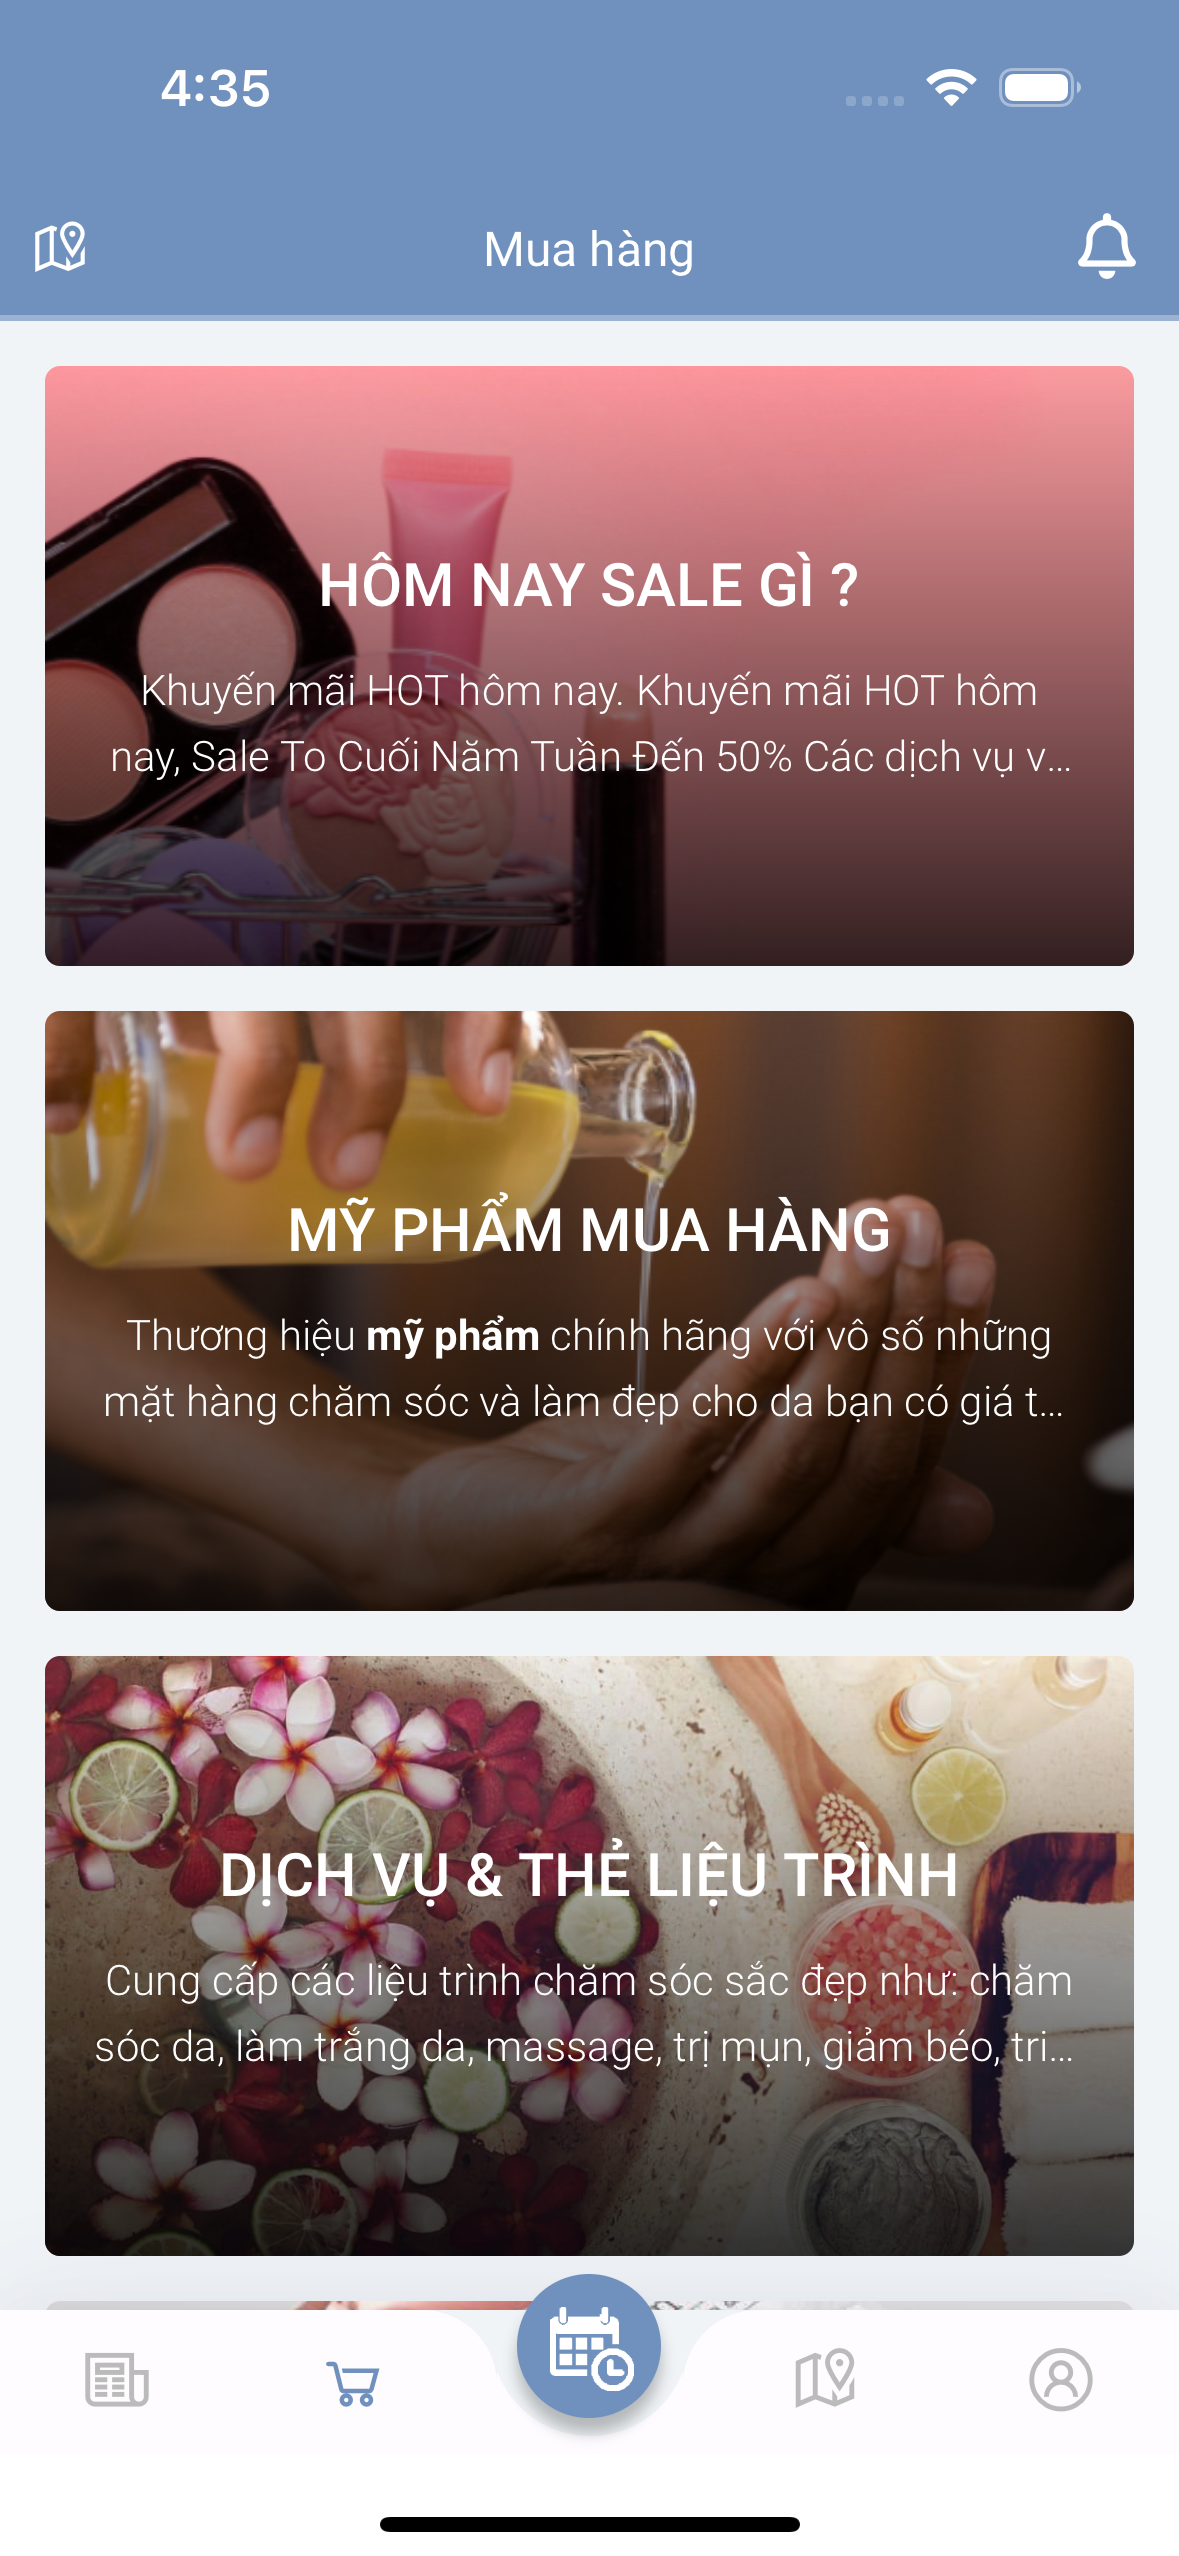 4:35
Mua hàng
HÔM NAY SALE GÌ ?
Khuyến mãi HOT hôm nay. Khuyến mãi HOT hôm
nay, Sale To Cuối Năm Tuần Đến 50% Các dịch vụ v...
MỸ PHẨM MUA HÀNG
Thương hiệu mỹ phẩm chính hãng với vô số những
mặt hàng chăm sóc và làm đẹp cho da bạn có giá t...
DỊCH VỤ & THẺ LIỆU TRÌNH
Cung cấp các liệu trình chăm sóc sắc đẹp như: chăm
sóc da, làm trắng da, massage, trị mụn, giảm béo, tri...